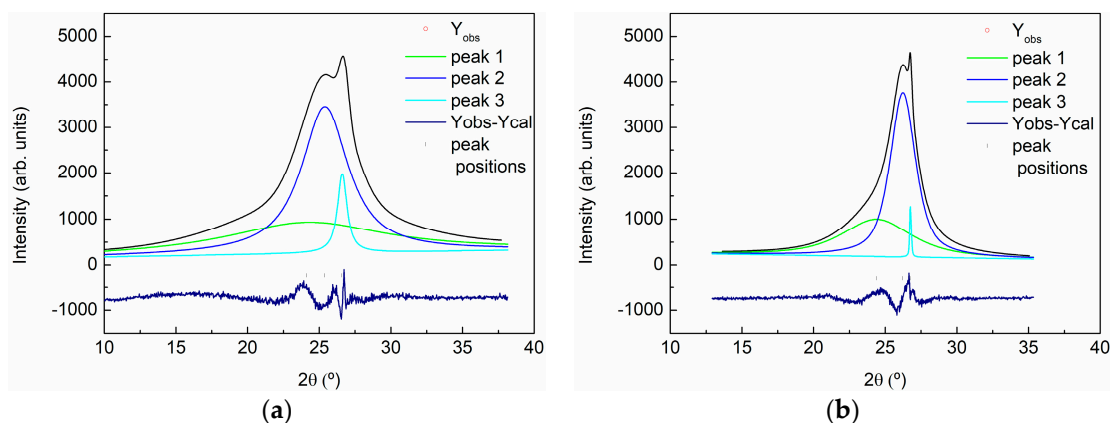 Intensity (arb. units)
5000
4000
3000
2000
1000
0
-1000
Yobs
peak 1
peak 2
peak 3
Yobs-Ycal
peak
positions
10 15 20 25 30 35 40
2θ (º)
(a)
Intensity (arb. units)
5000
4000
3000
2000
1000
0
-1000
Yobs
peak 1
peak 2
peak 3
Yobs-Ycal
peak
positions
10 15 20 25 30 35 40
2θ (º)
(b)